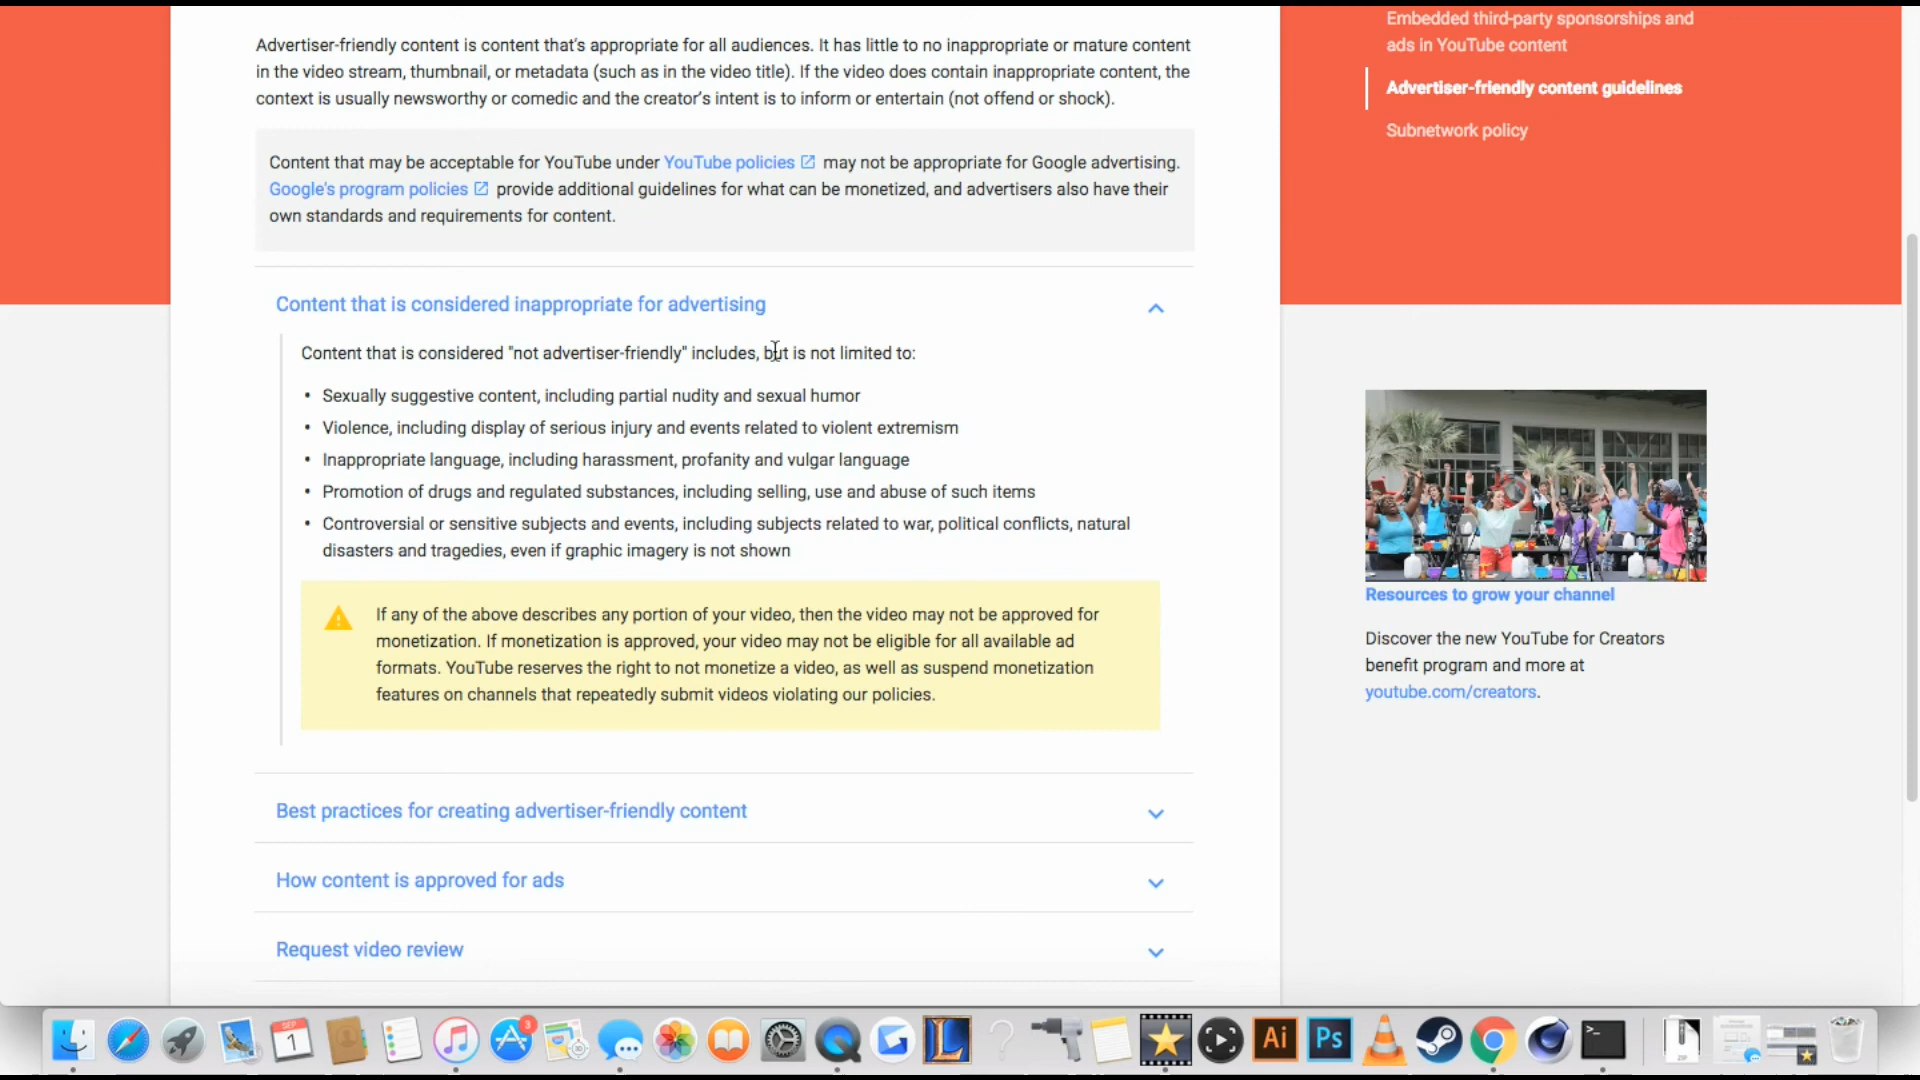 Advertiser-friendly content is content that's appropriate for all audiences. It has little to no inappropriate or mature content
in the video stream, thumbnail, or metadata (such as in the video title). If the video does contain inappropriate content, the
context is usually newsworthy or comedic and the creator’s intent is to inform or entertain (not offend or shock).
Content that may be acceptable for YouTube under YouTube policies may not be appropriate for Google advertising.
Google's program policies provide additional guidelines for what can be monetized, and advertisers also have their
own standards and requirements for content.
Content that is considered inappropriate for advertising
Content that is considered "not advertiser-friendly" includes, but is not limited to:
• Sexually suggestive content, including partial nudity and sexual humor
• Violence, including display of serious injury and events related to violent extremism
• Inappropriate language, including harassment, profanity and vulgar language
• Promotion of drugs and regulated substances, including selling, use and abuse of such items
• Controversial or sensitive subjects and events, including subjects related to war, political conflicts, natural
disasters and tragedies, even if graphic imagery is not shown
If any of the above describes any portion of your video, then the video may not be approved for
monetization. If monetization is approved, your video may not be eligible for all available ad
formats. YouTube reserves the right to not monetize a video, as well as suspend monetization
features on channels that repeatedly submit videos violating our policies.
Best practices for creating advertiser-friendly content
How content is approved for ads
Request video review
Embedded third-party sponsorships and
ads in YouTube content
Advertiser-friendly content guidelines
Subnetwork policy
Resources to grow your channel
Discover the new YouTube for Creators
benefit program and more at
youtube.com/creators.
SEP
1
3
L
?
Ai
Ps
>_
ZIP